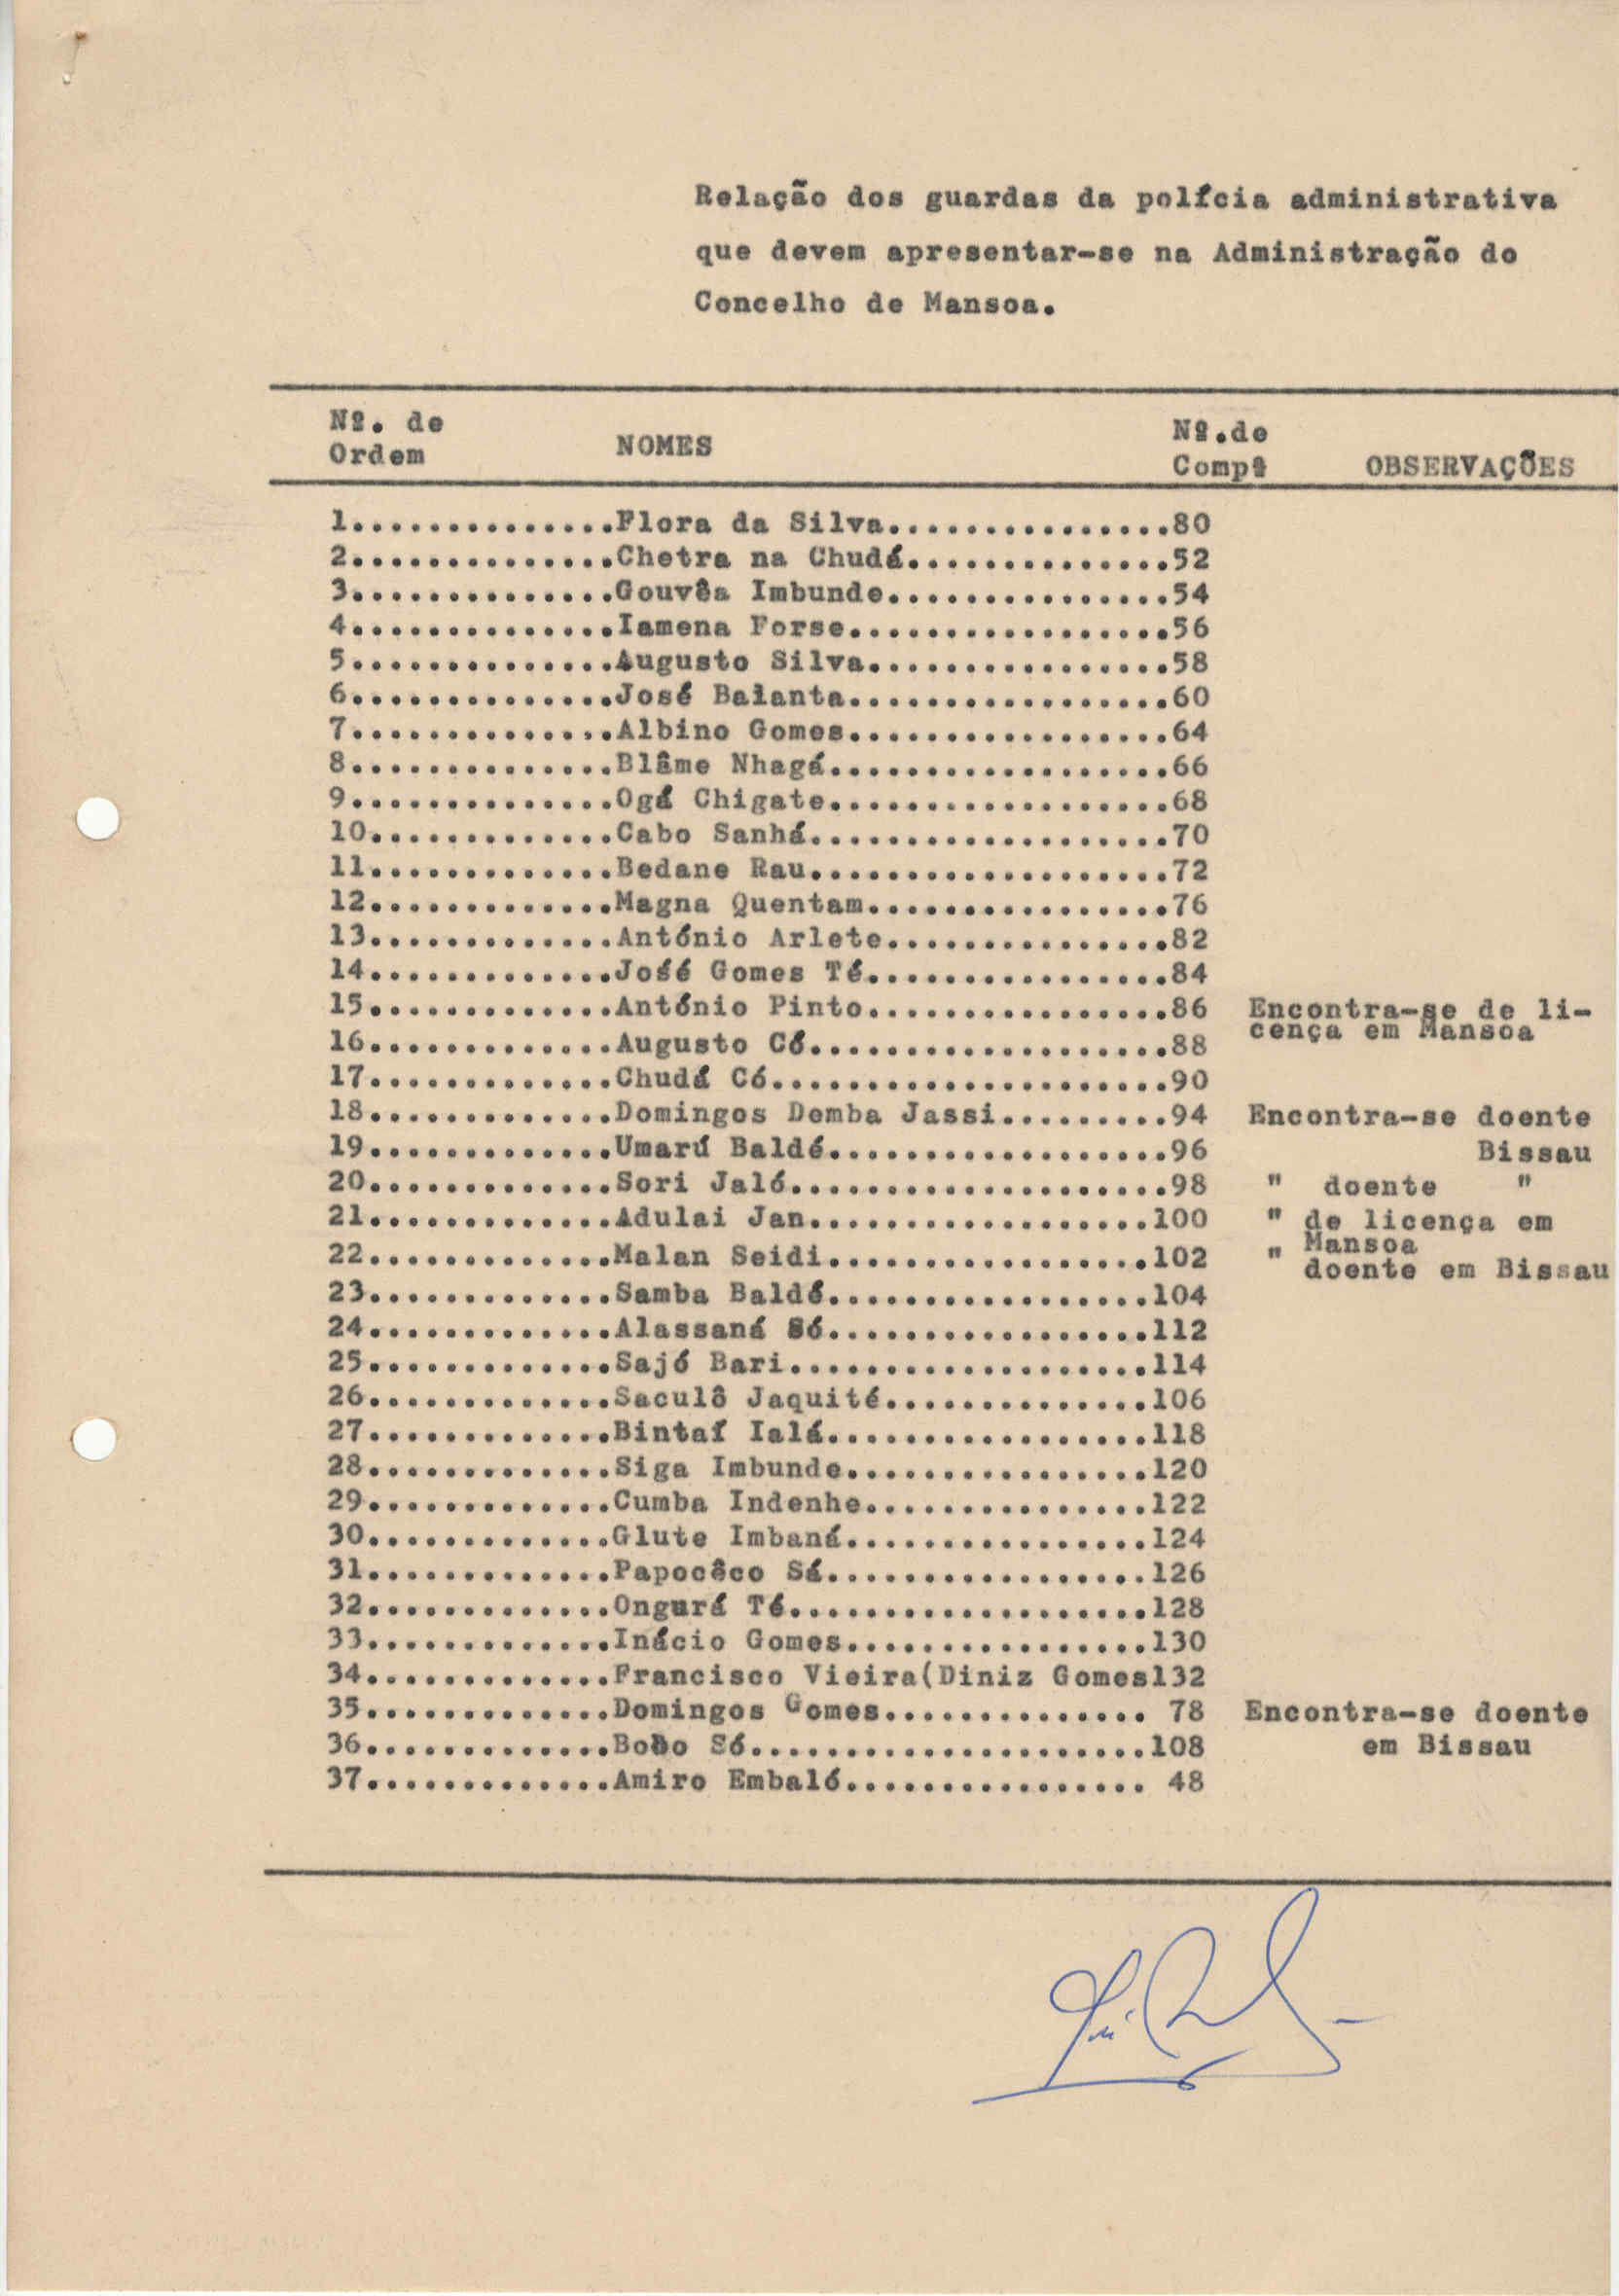 Relação dos guardas da polícia administrativa
que devem apresentar-se na Administração do
Concelho de Mansoa.
Nº. de
Ordem
NOMES
Nº.de
Compª
OBSERVAÇÕES
1..............Flora da Silva...............80
2..............Chetra na Chudá..............52
3..............Gouvêa Imbunde...............54
4..............Iamena Forse.................56
5..............Augusto Silva................58
6..............José Balanta.................60
7..............Albino Gomes.................64
8..............Blâme Nhagá..................66
9..............Ogá Chigate..................68
10.............Cabo Sanhá...................70
11.............Bedane Rau...................72
12.............Magna Quentam................76
13.............António Arlete...............82
14.............José Gomes Té................84
15.............António Pinto................86 Encontra-se de li-
cença em Mansoa
16.............Augusto Có...................88
17.............Chudá Có.....................90
18.............Domingos Demba Jassi.........94 Encontra-se doente
19.............Umarú Baldé..................96 Bissau
20.............Sori Jaló....................98 " doente "
21.............Adulai Jan..................100 " de licença em
Mansoa
22.............Malan Seidi.................102 " doente em Bissau
23.............Samba Baldé.................104
24.............Alassaná Só.................112
25.............Sajó Bari...................114
26.............Saculô Jaquité..............106
27.............Bintaí Ialá.................118
28.............Siga Imbunde................120
29.............Cumba Indenhe...............122
30.............Glute Imbaná................124
31.............Papocêco Sá.................126
32.............Ongurá Té...................128
33.............Inácio Gomes................130
34.............Francisco Vieira(Diniz Gomes132
35.............Domingos Gomes.............. 78 Encontra-se doente
36.............Bobo Só.....................108 em Bissau
37.............Amiro Embaló................ 48